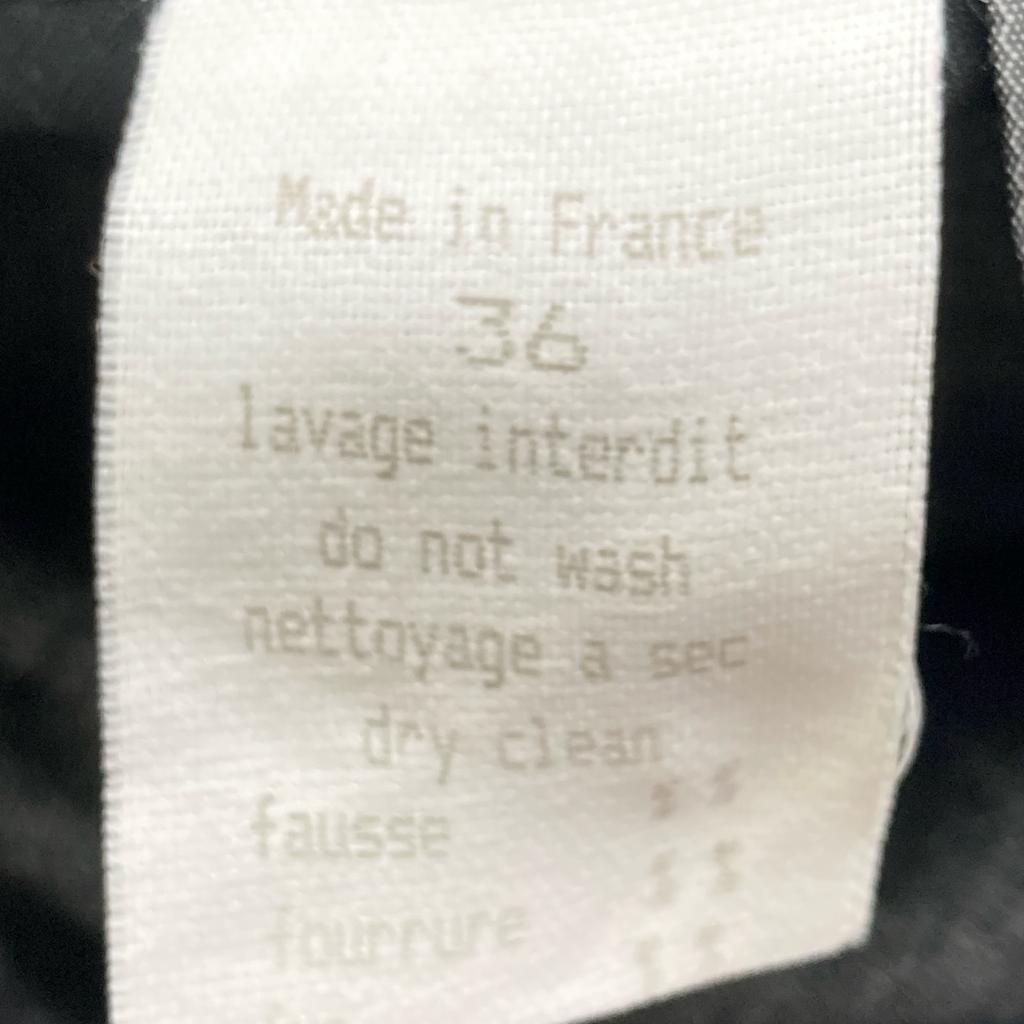 Made in France
36
lavage interdit
do not wash
nettoyage a sec
dry clean
fausse
fourrure